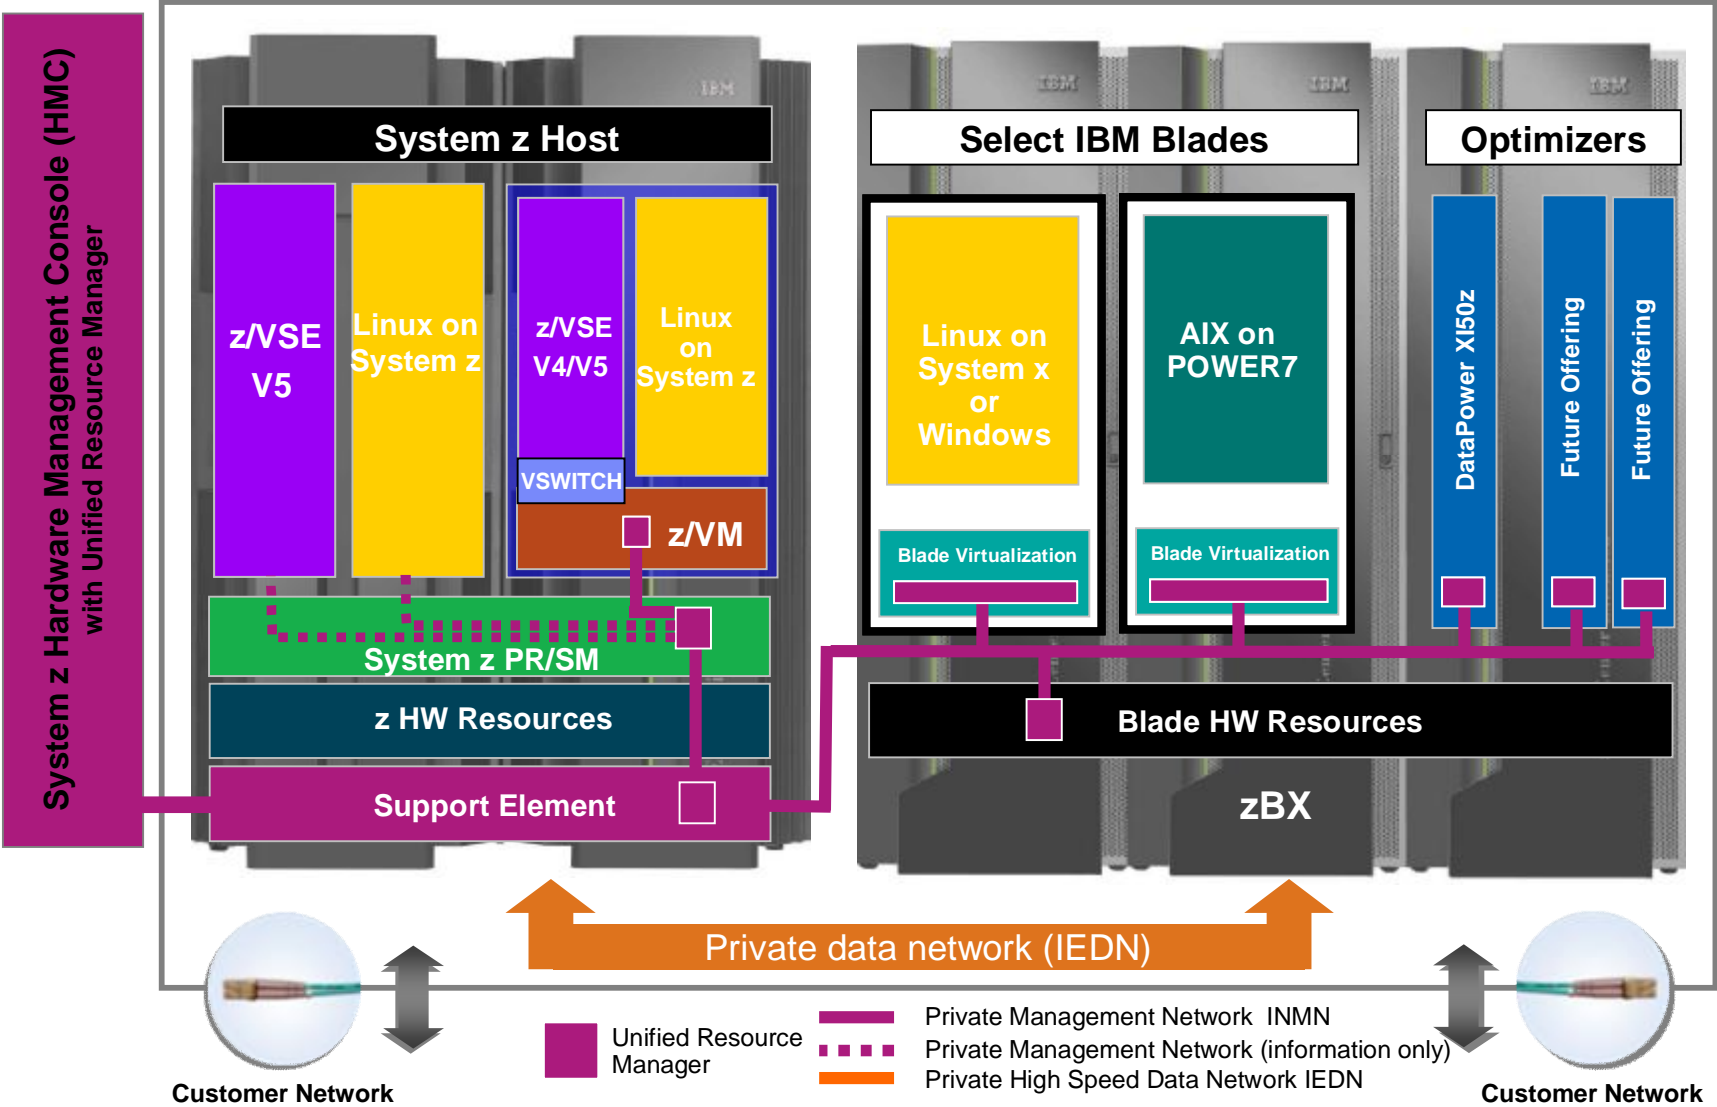 System z Hardware Management Console (HMC)
with Unified Resource Manager
IBM
IBM
IBM
IBM
System z Host
Select IBM Blades
Optimizers
z/VSE
V5
Linux on
System z
z/VSE
V4/V5
Linux
on
System z
VSWITCH
z/VM
Linux on
System x
or
Windows
AIX on
POWER7
Blade Virtualization
Blade Virtualization
DataPower XI50z
Future Offering
Future Offering
System z PR/SM
z HW Resources
Support Element
Blade HW Resources
zBX
Private data network (IEDN)
Customer Network
Unified Resource
Manager
Private Management Network INMN
Private Management Network (information only)
Private High Speed Data Network IEDN
Customer Network